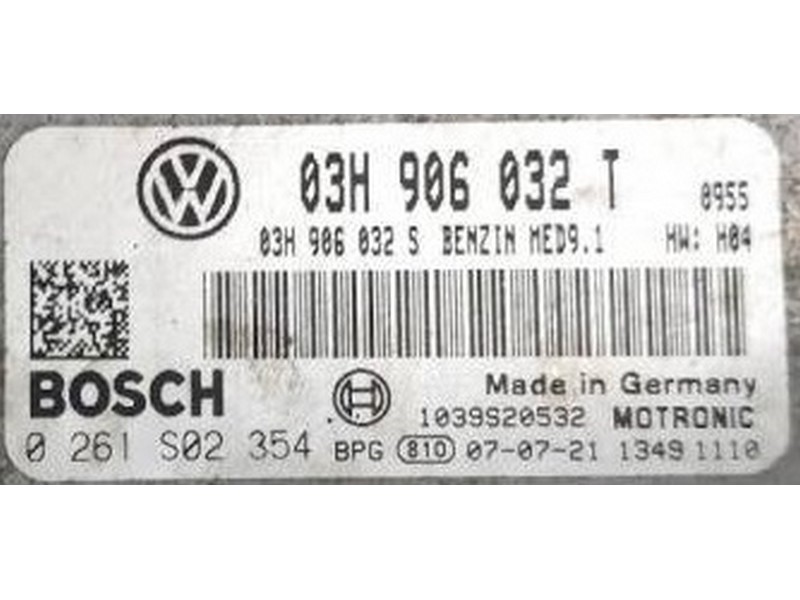 03H 906 032 T 0955
03H 906 032 S BENZIN MED9.1 HW: H04
BOSCH
Made in Germany
1039S20532 MOTRONIC
0 261 S02 354 BPG 810 07-07-21 1349 1110